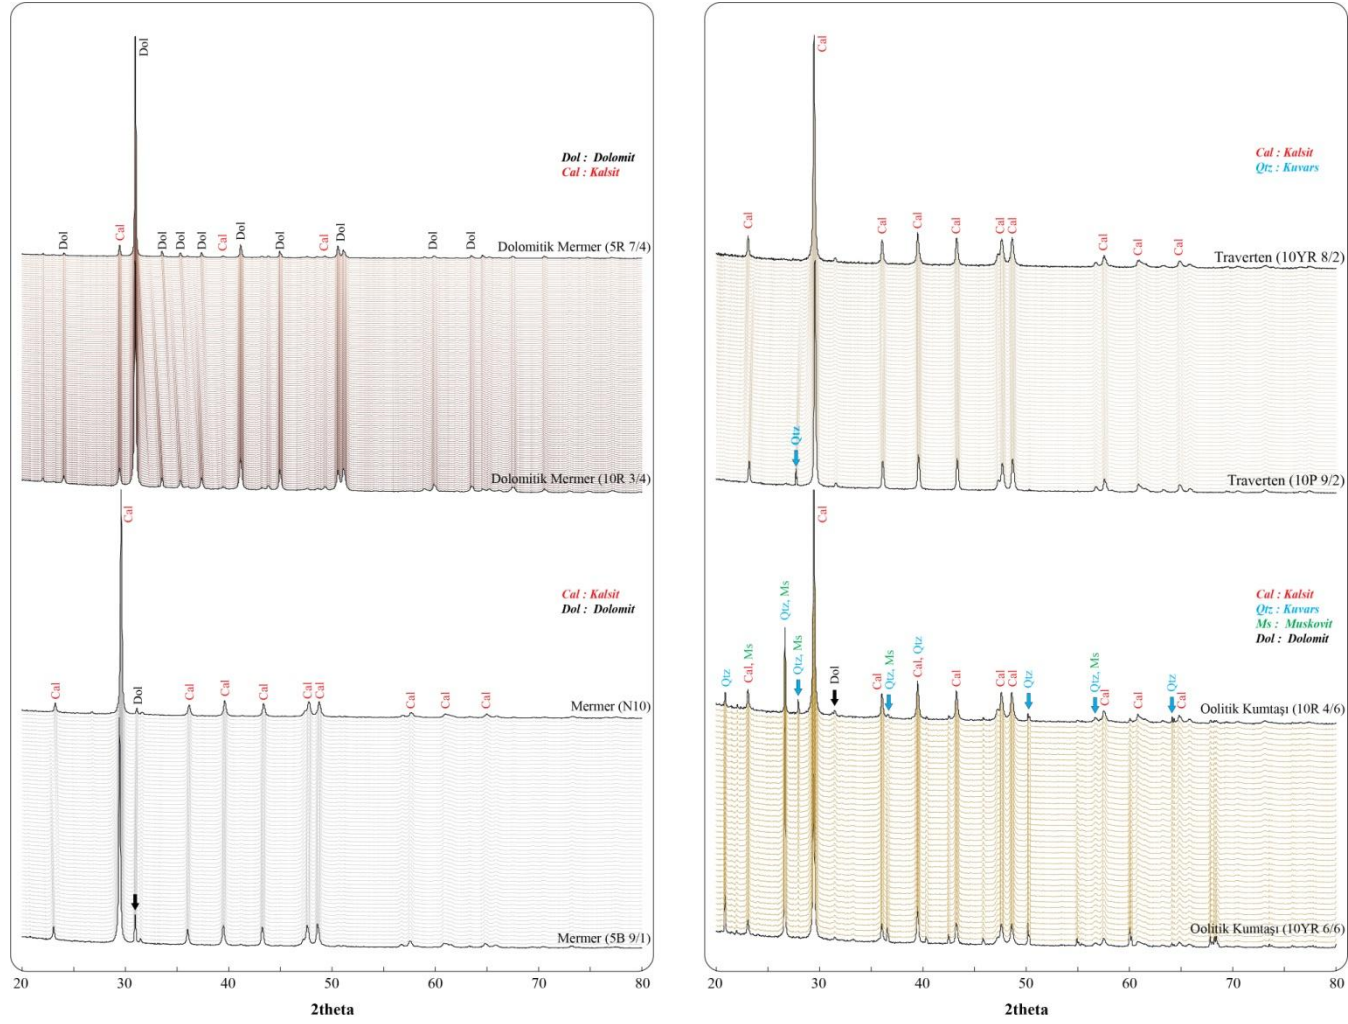 Dol
Dol : Dolomit
Cal : Kalsit
Dol
Cal
Dol
Dol
Dol
Dol
Cal
Dol
Dol
Cal
Dol
Dol
Dol
Dolomitik Mermer (5R 7/4)
Dolomitik Mermer (10R 3/4)
Cal
Cal : Kalsit
Dol : Dolomit
Cal
Dol
Cal
Cal
Cal
Cal
Cal
Cal
Cal
Cal
Mermer (N10)
Mermer (5B 9/1)
20 30 40 50 60 70 80
2theta
Cal
Cal : Kalsit
Qtz : Kuvars
Cal
Cal
Cal
Cal
Cal
Cal
Cal
Cal
Cal
Traverten (10YR 8/2)
Qtz
Traverten (10P 9/2)
Cal
Cal : Kalsit
Qtz : Kuvars
Ms : Muskovit
Dol : Dolomit
Qtz
Cal, Ms
Qtz, Ms
Qtz, Ms
Dol
Cal
Qtz, Ms
Cal, Qtz
Cal
Cal
Cal
Qtz
Qtz, Ms
Cal
Cal
Qtz
Cal
Oolitik Kumtaşı (10R 4/6)
Oolitik Kumtaşı (10YR 6/6)
20 30 40 50 60 70 80
2theta